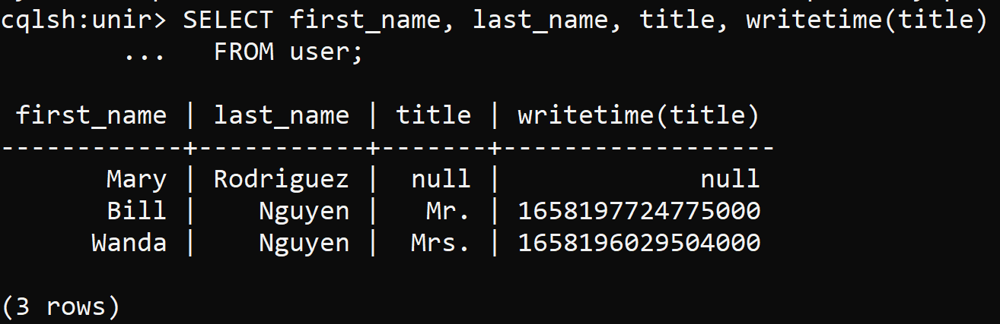 cqlsh:unir> SELECT first_name, last_name, title, writetime(title)
        ...   FROM user;
 first_name | last_name | title | writetime(title)
------------+-----------+-------+------------------
       Mary | Rodriguez |  null |             null
       Bill |    Nguyen |   Mr. | 1658197724775000
      Wanda |    Nguyen |  Mrs. | 1658196029504000
(3 rows)